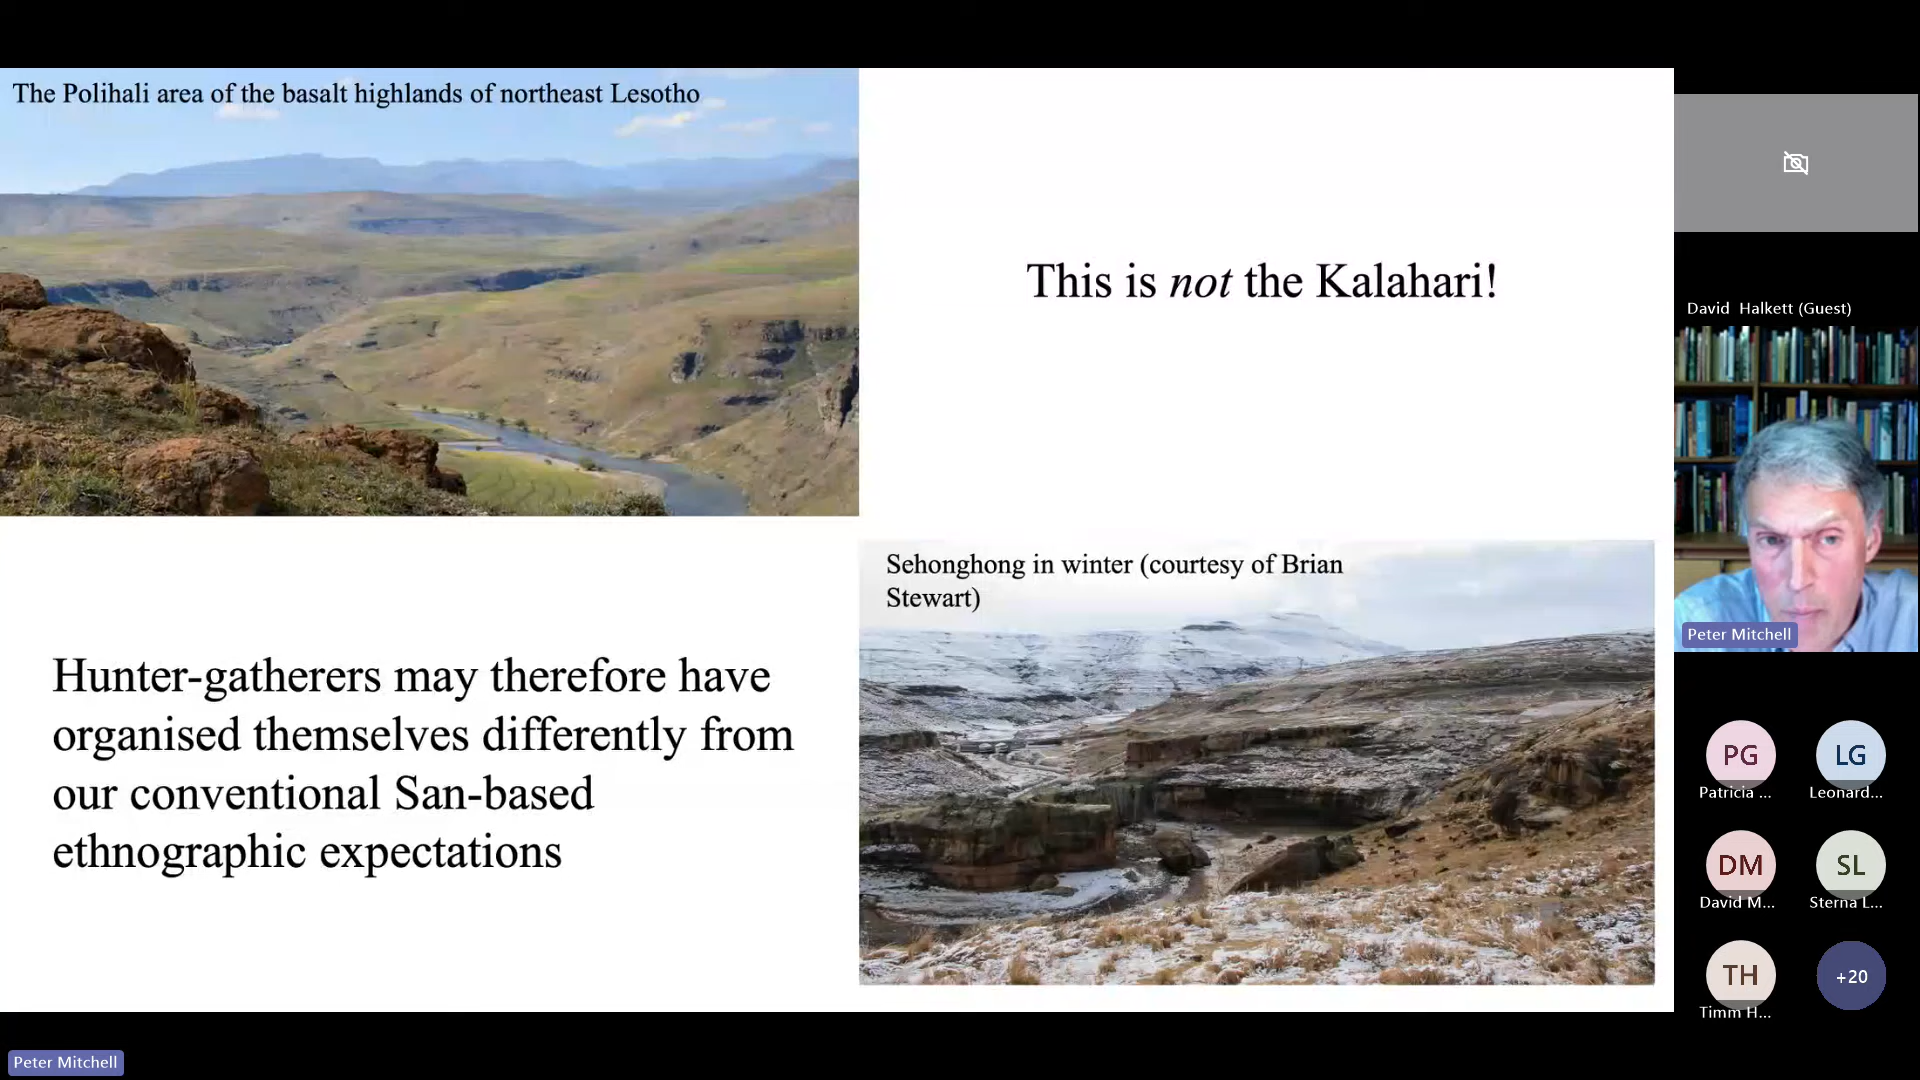 The Polihali area of the basalt highlands of northeast Lesotho
This is not the Kalahari!
Hunter-gatherers may therefore have
organised themselves differently from
our conventional San-based
ethnographic expectations
Sehonghong in winter (courtesy of Brian
Stewart)
David Halkett (Guest)
Peter Mitchell
PG
LG
Patricia ...
Leonard...
DM
SL
David M...
Sterna L...
TH
+20
Timm H...
Peter Mitchell